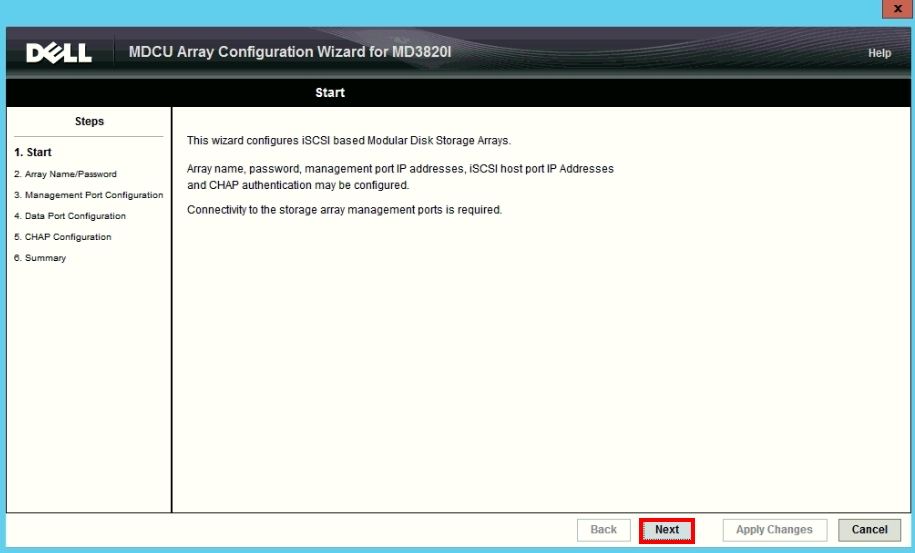 x
DELL
MDCU Array Configuration Wizard for MD3820I
Help
Start
Steps
1. Start
2. Array Name/Password
3. Management Port Configuration
4. Data Port Configuration
5. CHAP Configuration
6. Summary
This wizard configures iSCSI based Modular Disk Storage Arrays.
Array name, password, management port IP addresses, iSCSI host port IP Addresses
and CHAP authentication may be configured.
Connectivity to the storage array management ports is required.
Back
Next
Apply Changes
Cancel